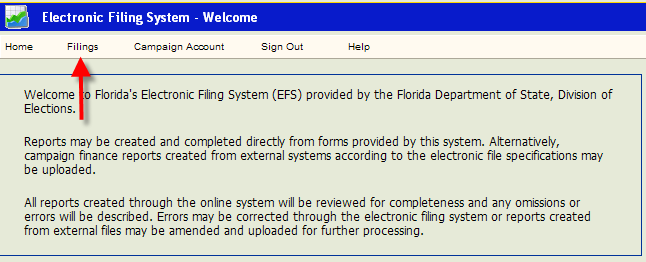 Electronic Filing System - Welcome
Home Filings Campaign Account Sign Out Help
Welcome to Florida's Electronic Filing System (EFS) provided by the Florida Department of State, Division of
Elections.
Reports may be created and completed directly from forms provided by this system. Alternatively,
campaign finance reports created from external systems according to the electronic file specifications may
be uploaded.
All reports created through the online system will be reviewed for completeness and any omissions or
errors will be described. Errors may be corrected through the electronic filing system or reports created
from external files may be amended and uploaded for further processing.